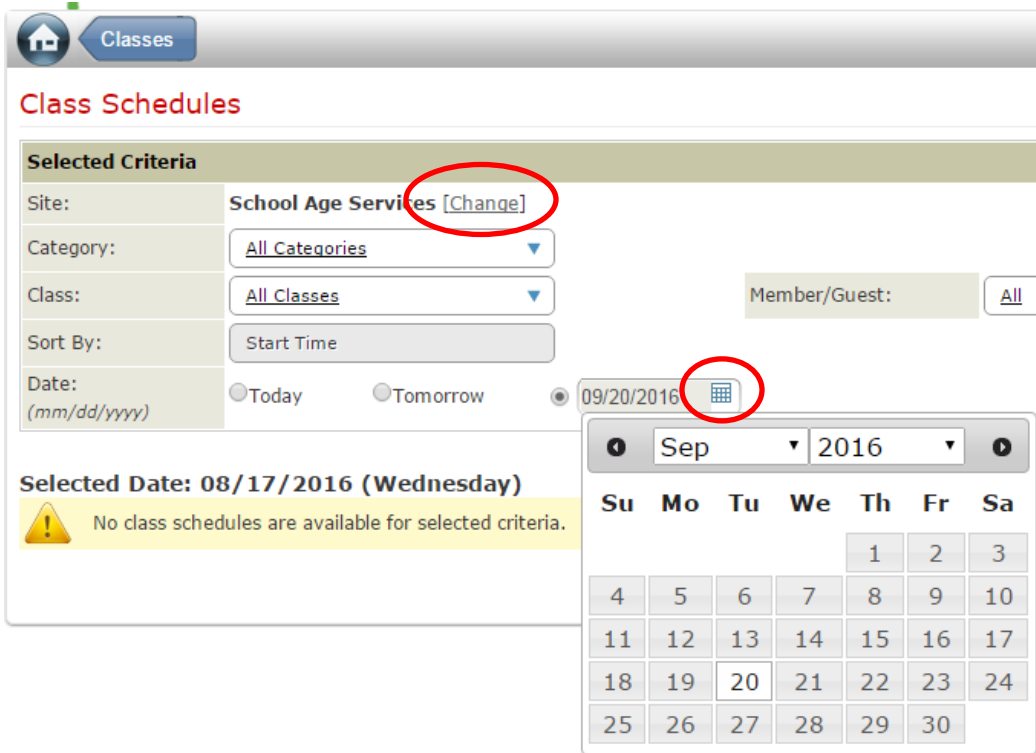 Classes
Class Schedules
Selected Criteria
Site: School Age Services [Change]
Category: All Categories
Class: All Classes Member/Guest: All
Sort By: Start Time
Date:
(mm/dd/yyyy) Today Tomorrow 09/20/2016
Sep 2016
Su Mo Tu We Th Fr Sa
1 2 3
4 5 6 7 8 9 10
11 12 13 14 15 16 17
18 19 20 21 22 23 24
25 26 27 28 29 30
Selected Date: 08/17/2016 (Wednesday)
No class schedules are available for selected criteria.